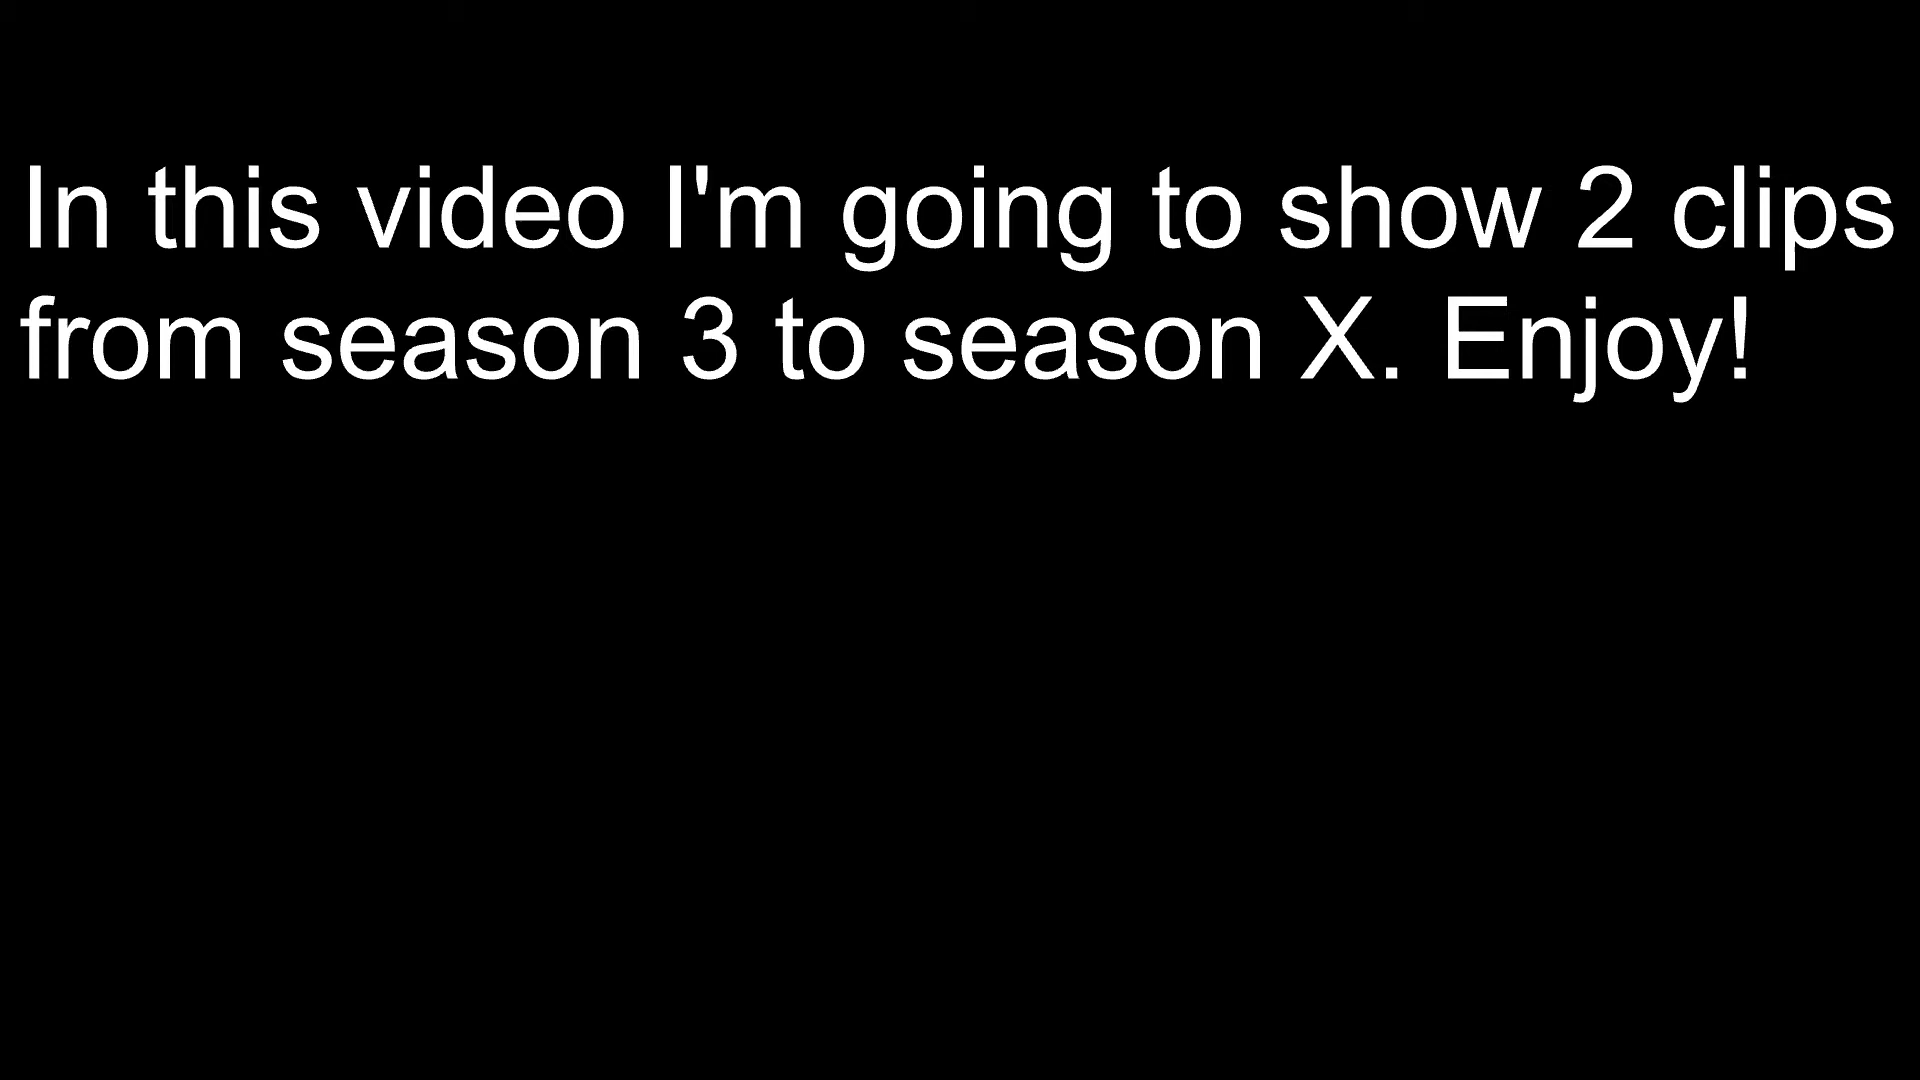 In this video I'm going to show 2 clips
from season 3 to season X. Enjoy!